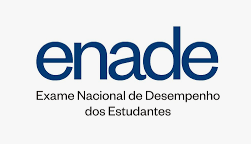 enade
Exame Nacional de Desempenho
dos Estudantes